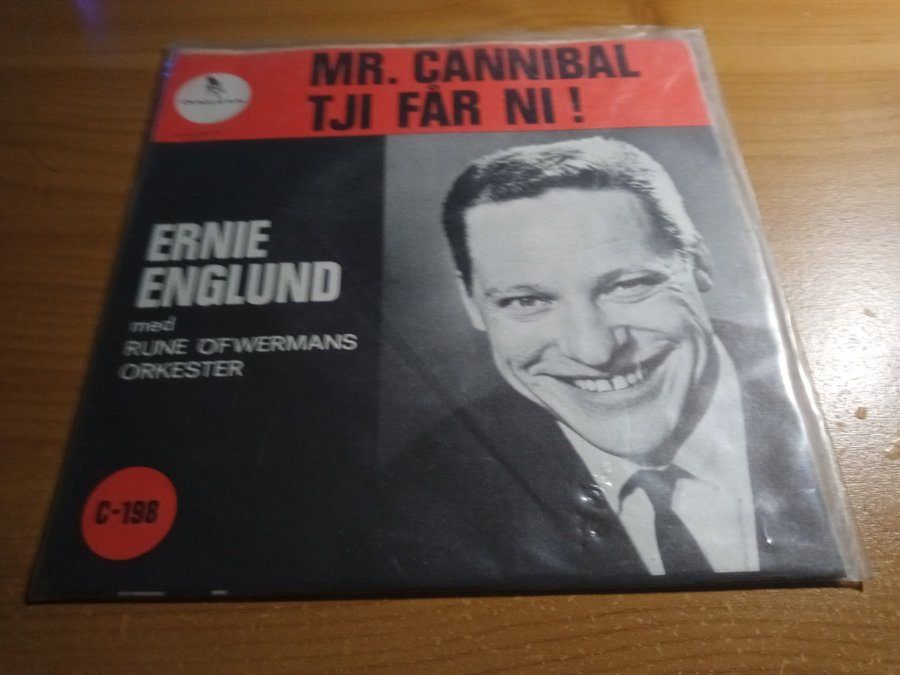 MR. CANNIBAL
TJI FÅR NI!
ERNIE
ENGLUND
med
RUNE ÖFWERMANS
ORKESTER
C-198